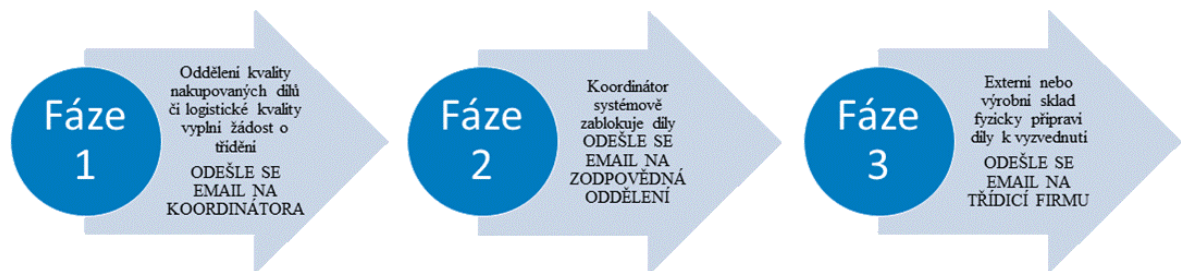 Fáze
1
Oddělení kvality
nakupovaných dílů
či logistické kvality
vyplní žádost o
třídění
ODEŠLE SE
EMAIL NA
KOORDINÁTORA
Fáze
2
Koordinátor
systémově
zablokuje díly
ODEŠLE SE
EMAIL NA
ZODPOVĚDNÁ
ODDĚLENÍ
Fáze
3
Externí nebo
výrobní sklad
fyzicky připraví
díly k vyzvednutí
ODEŠLE SE
EMAIL NA
TŘÍDICÍ FIRMU